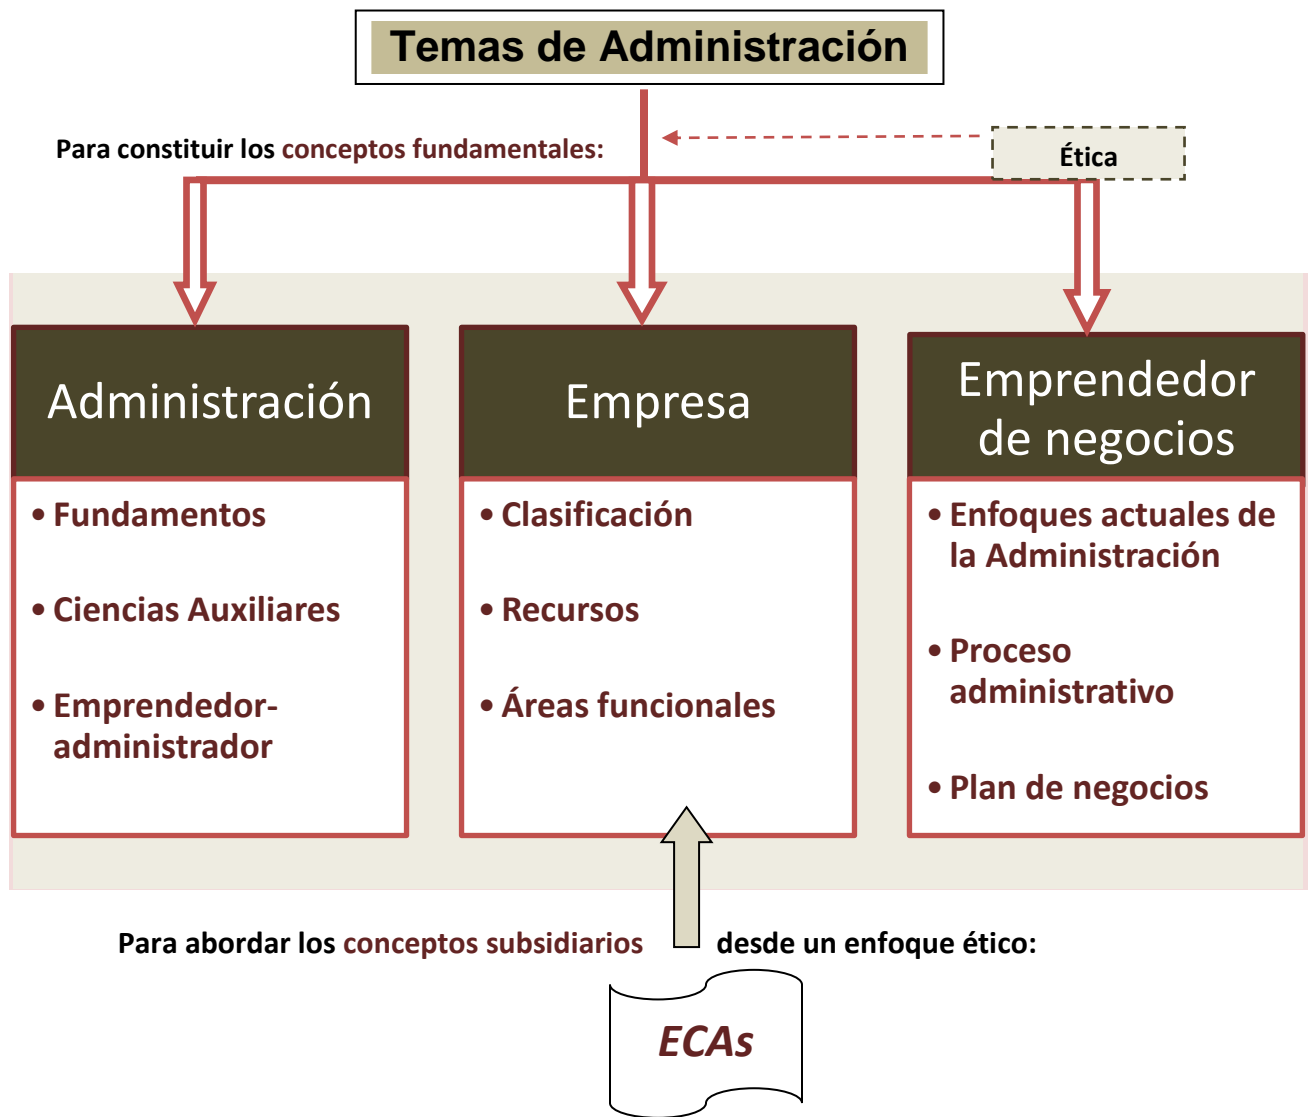 Temas de Administración
Para constituir los conceptos fundamentales:
Ética
Administración
• Fundamentos
• Ciencias Auxiliares
• Emprendedor-
administrador
Empresa
• Clasificación
• Recursos
• Áreas funcionales
Emprendedor
de negocios
• Enfoques actuales de
la Administración
• Proceso
administrativo
• Plan de negocios
Para abordar los conceptos subsidiarios desde un enfoque ético:
ECAs